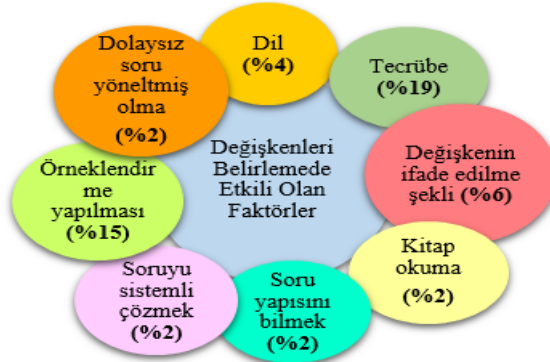 Dil
(%4)
Tecrübe
(%19)
Değişkenin
ifade edilme
şekli (%6)
Kitap
okuma
(%2)
Soru
yapısını
bilmek
(%2)
Soruyu
sistemli
çözmek
(%2)
Örneklendir
me
yapılması
(%15)
Dolaysız
soru
yöneltmiş
olma
(%2)
Değişkenleri
Belirlemede
Etkili Olan
Faktörler